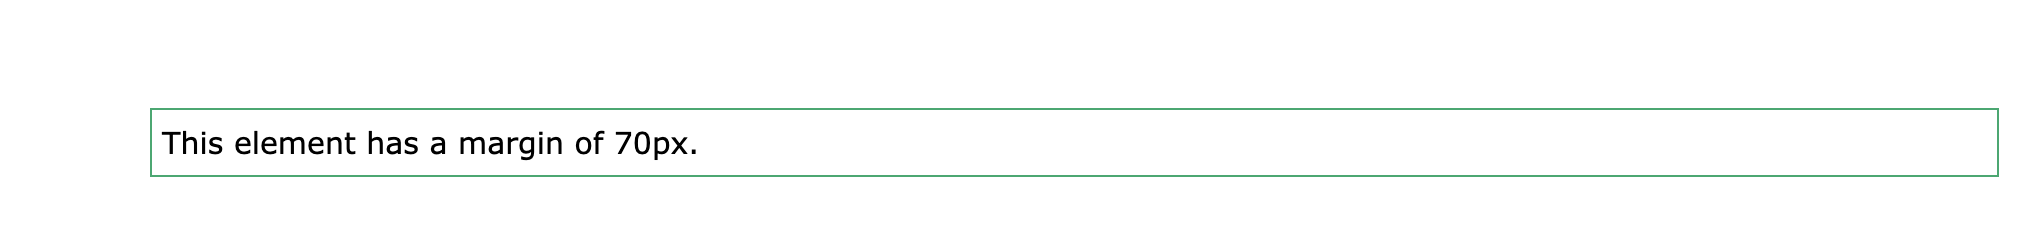 This element has a margin of 70px.